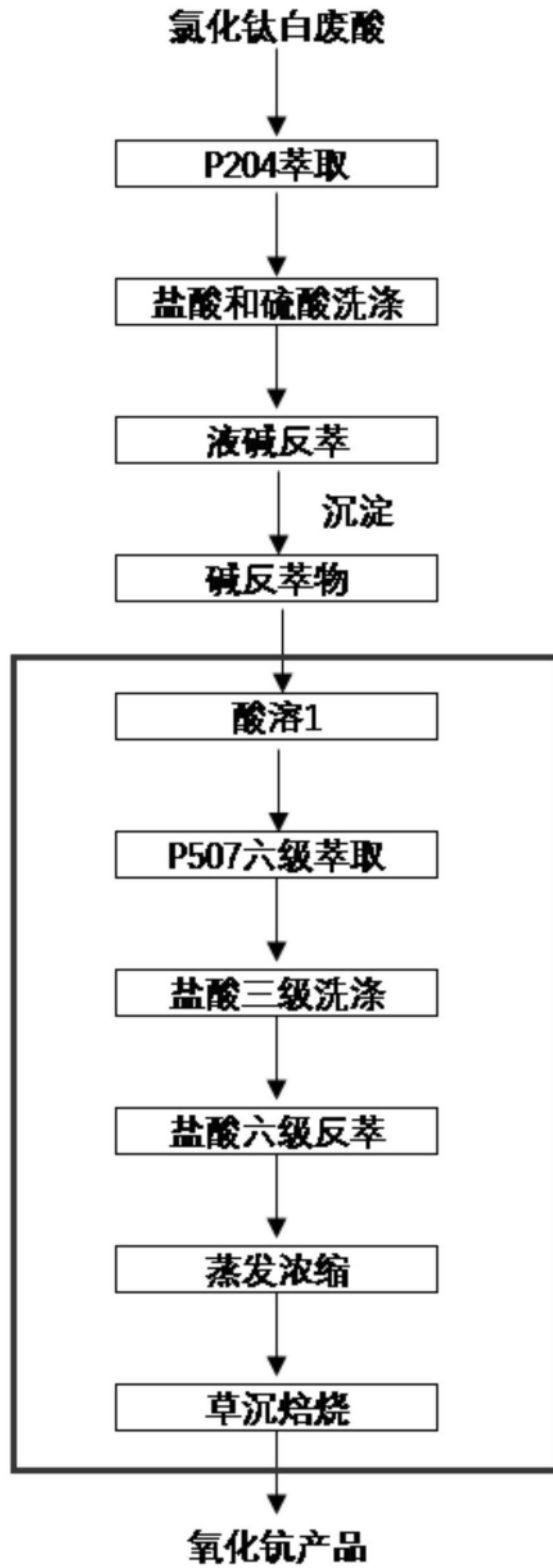 氯化钛白废酸
P204萃取
盐酸和硫酸洗涤
液碱反萃
沉淀
碱反萃物
酸溶1
P507六级萃取
盐酸三级洗涤
盐酸六级反萃
蒸发浓缩
草沉焙烧
氧化钪产品